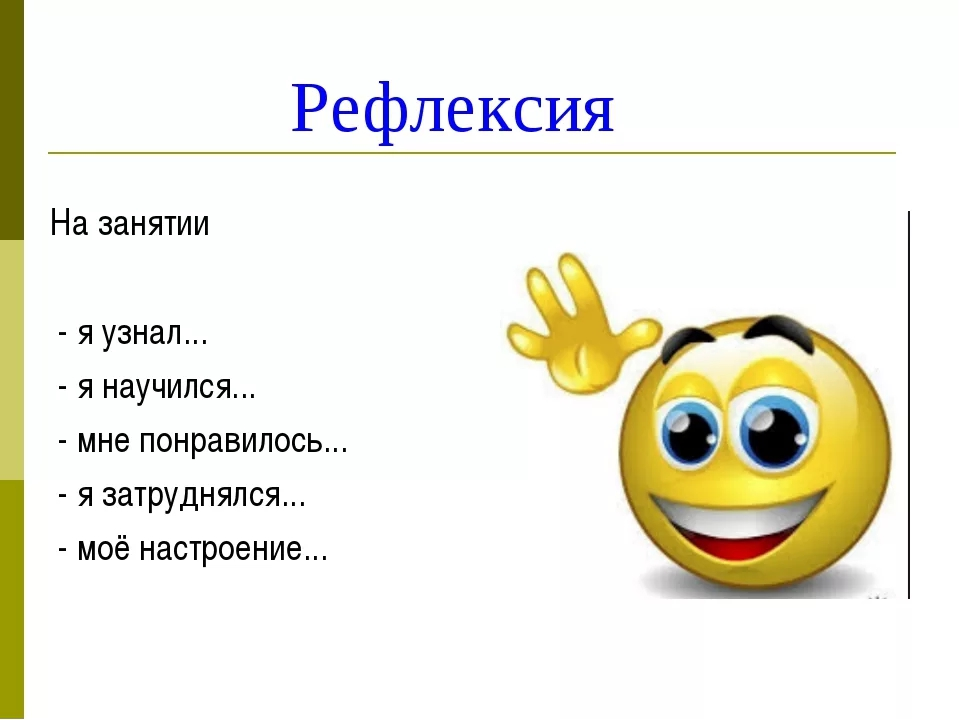 Рефлексия
На занятии
- я узнал...
- я научился...
- мне понравилось...
- я затруднялся...
- моё настроение...